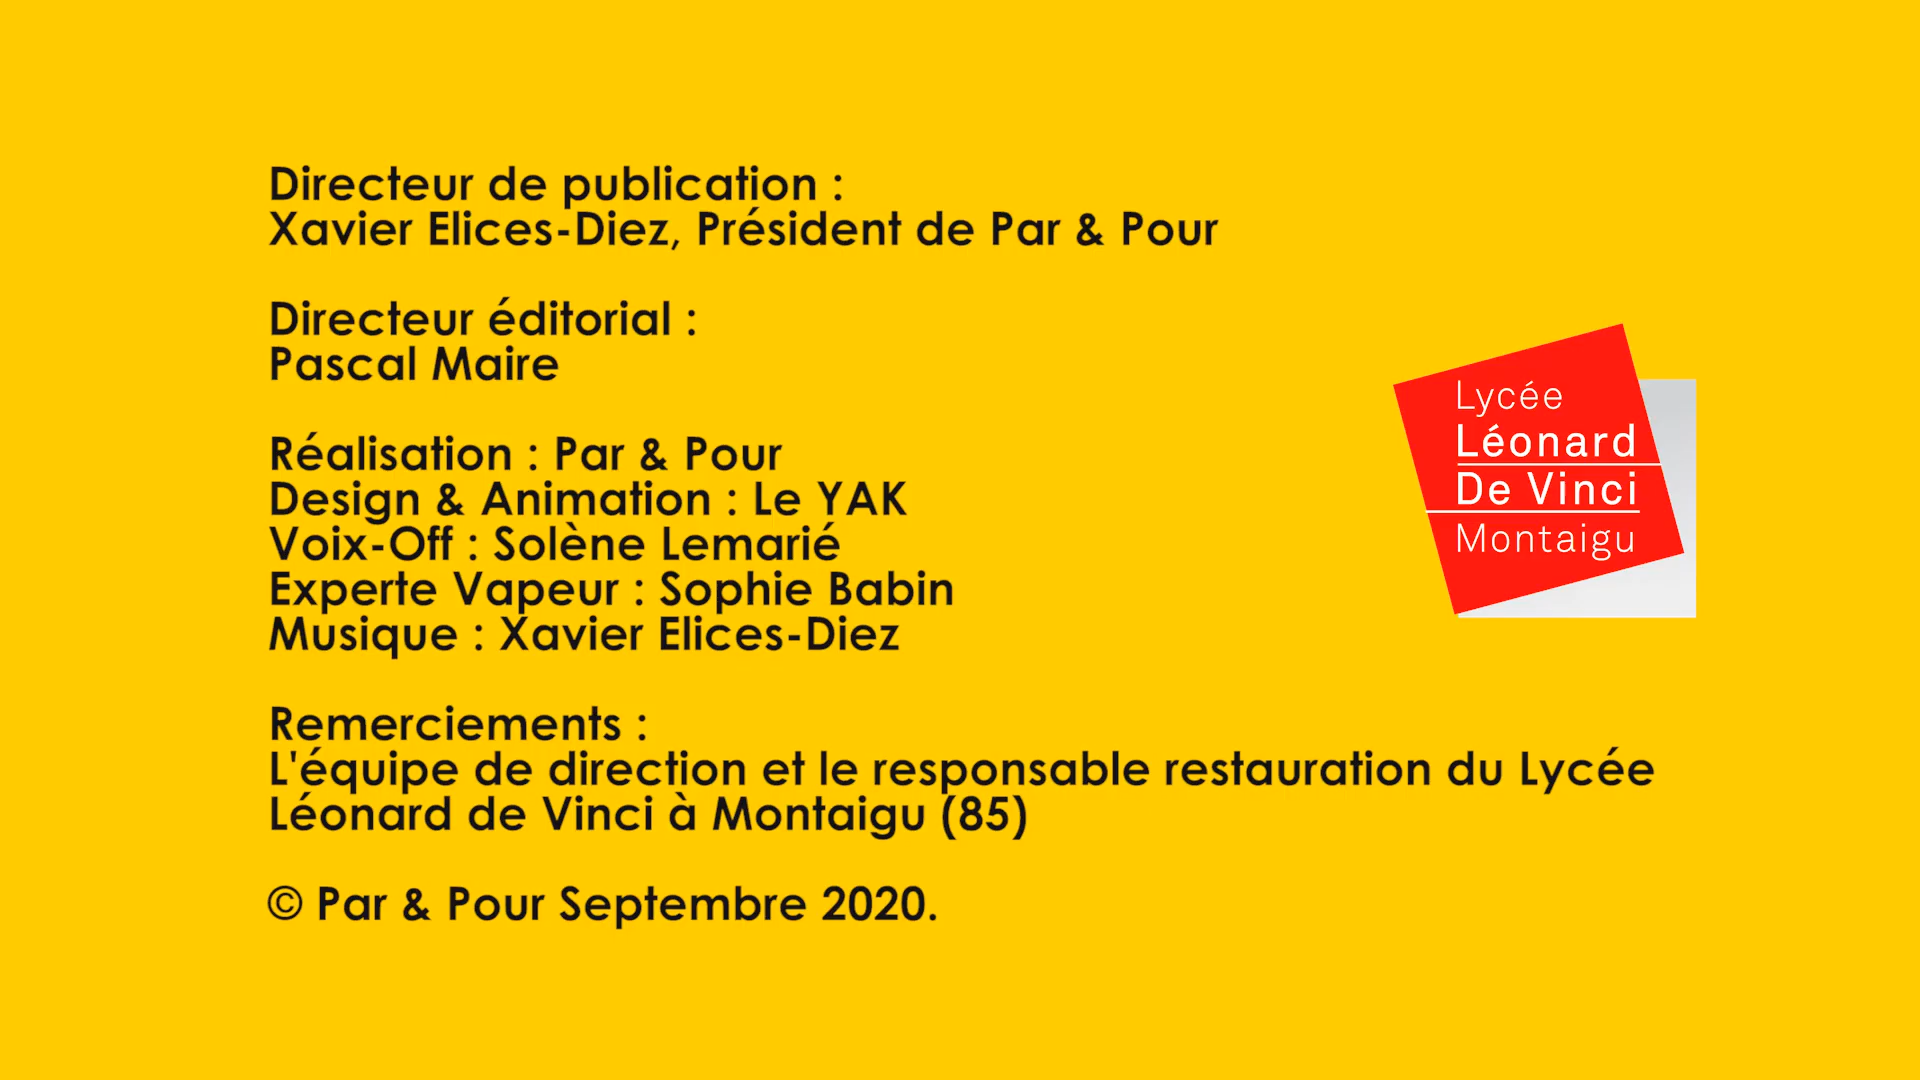 Directeur de publication :
Xavier Elices-Diez, Président de Par & Pour
Directeur éditorial :
Pascal Maire
Réalisation : Par & Pour
Design & Animation : Le YAK
Voix-Off : Solène Lemarié
Experte Vapeur : Sophie Babin
Musique : Xavier Elices-Diez
Remerciements :
L'équipe de direction et le responsable restauration du Lycée
Léonard de Vinci à Montaigu (85)
© Par & Pour Septembre 2020.
Lycée
Léonard
De Vinci
Montaigu